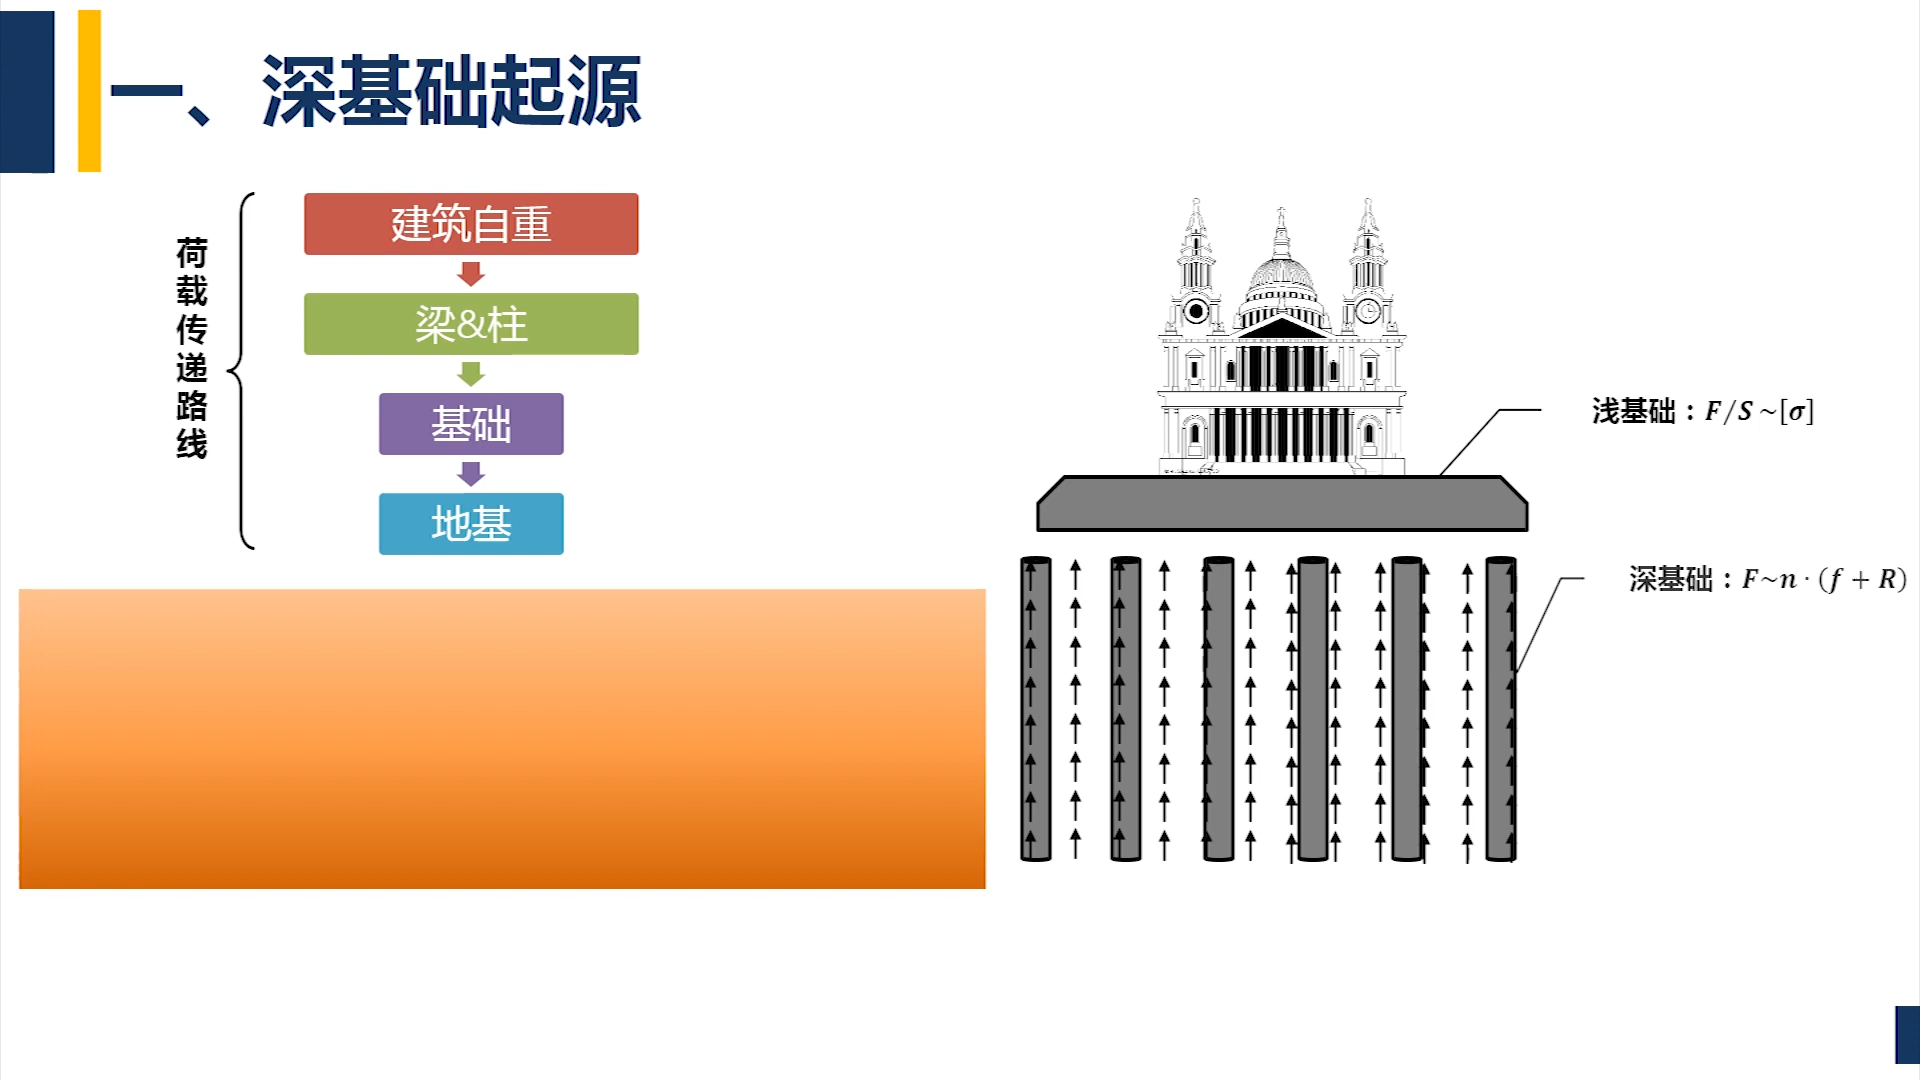 一、深基础起源
荷载传递路线
建筑自重
梁&柱
基础
地基
浅基础：F/S ~[σ]
深基础：F~n · (f + R)